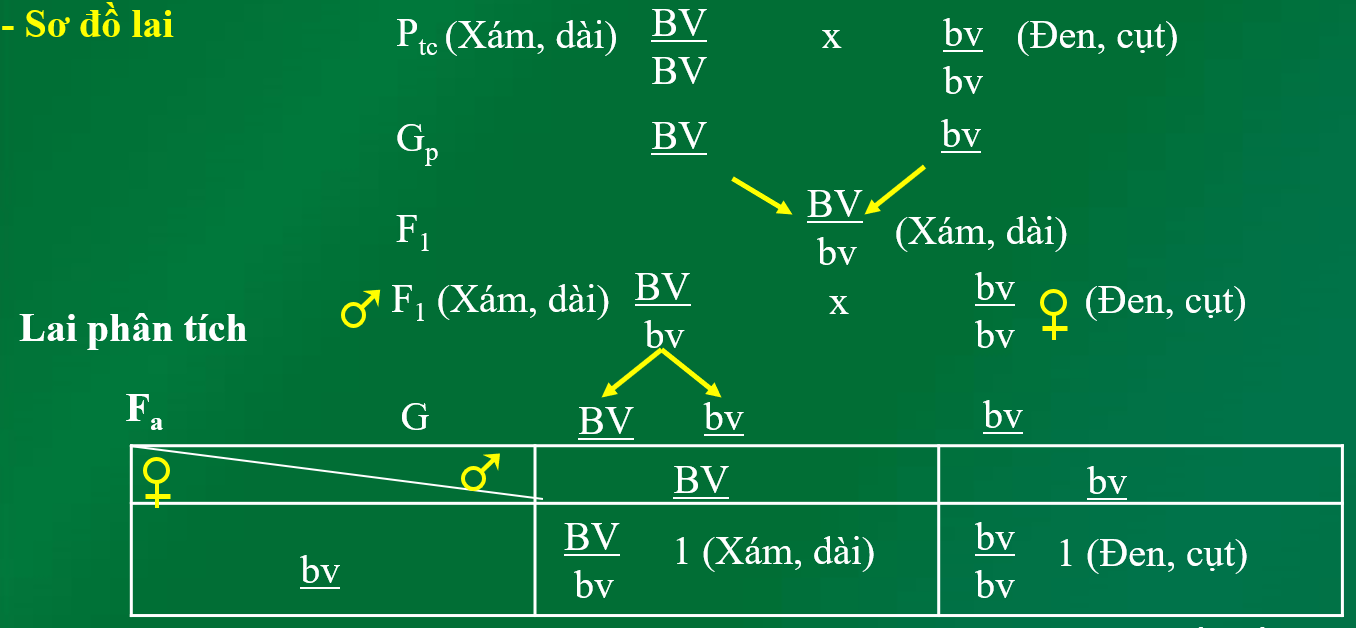 - Sơ đồ lai
Ptc (Xám, dài) BV x bv (Đen, cụt)
BV bv
Gp BV bv
BV
F1 (Xám, dài)
bv
♂ F1 (Xám, dài) BV x bv ♀ (Đen, cụt)
Lai phân tích bv bv
Fa G BV bv bv
♀ ♂ BV bv
BV 1 (Xám, dài) bv 1 (Đen, cụt)
bv bv bv